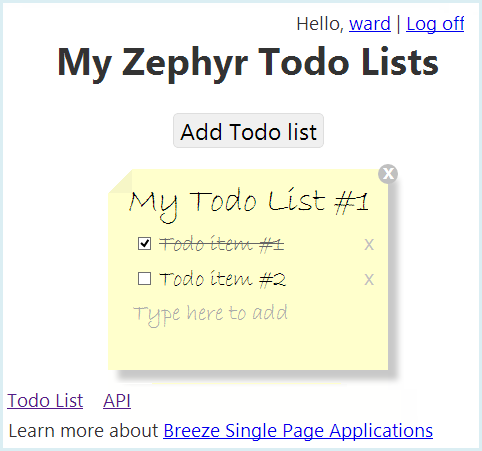 Hello, ward | Log off
My Zephyr Todo Lists
Add Todo list
X
My Todo List #1
Todo item #1 x
Todo item #2 x
Type here to add
Todo List API
Learn more about Breeze Single Page Applications